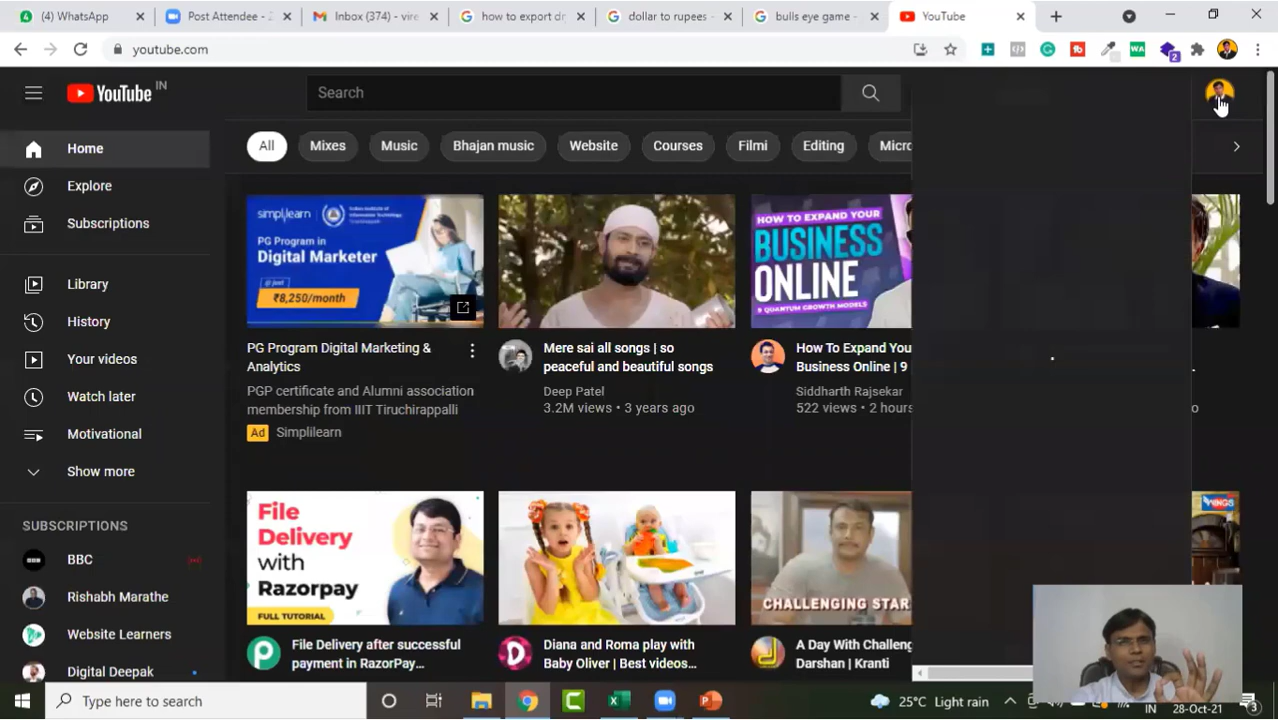 (4) WhatsApp
Post Attendee - Z
Inbox (374) - vire
how to export dr
dollar to rupees -
bulls eye game -
YouTube
youtube.com
2
YouTube IN
Search
Home
Explore
Subscriptions
Library
History
Your videos
Watch later
Motivational
Show more
SUBSCRIPTIONS
BBC
Rishabh Marathe
Website Learners
Digital Deepak
All Mixes Music Bhajan music Website Courses Filmi Editing Micro
simplilearn
PG Program in
Digital Marketer
@ just
₹8,250/month
PG Program Digital Marketing &
Analytics
PGP certificate and Alumni association
membership from IIIT Tiruchirappalli
Ad Simplilearn
Mere sai all songs | so
peaceful and beautiful songs
Deep Patel
3.2M views • 3 years ago
HOW TO EXPAND YOUR
BUSINESS
ONLINE
9 QUANTUM GROWTH MODELS
How To Expand You
Business Online | 9
Siddharth Rajsekar
522 views • 2 hours
File
Delivery
with
Razorpay
FULL TUTORIAL
File Delivery after successful
payment in RazorPay...
Diana and Roma play with
Baby Oliver | Best videos...
CHALLENGING STAR
A Day With Challeng
Darshan | Kranti
WINGS
Type here to search
25°C Light rain
IN
28-Oct-21
3